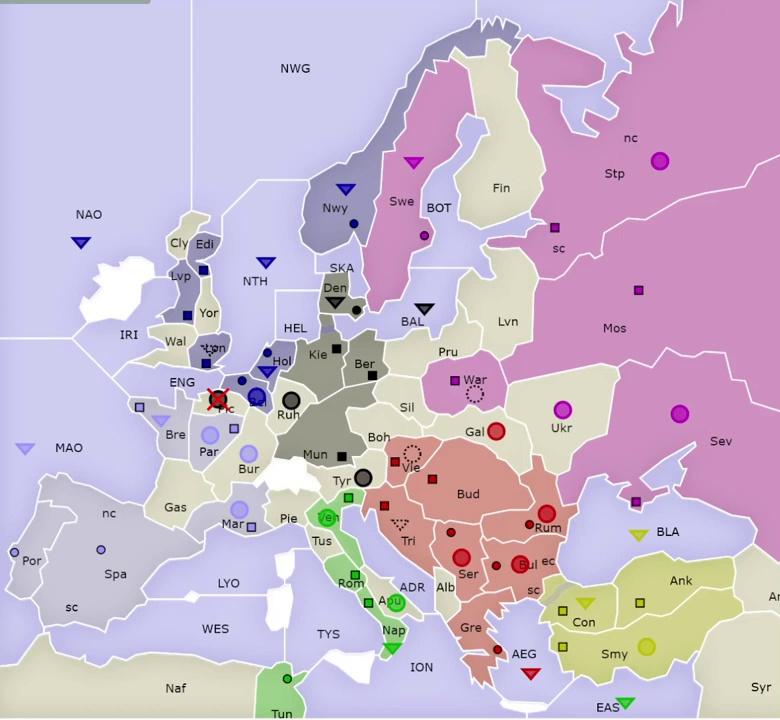 NWG
nc
Stp
Fin
Nwy
Swe
BOT
NAO
Cly
Edi
sc
SKA
Lvp
NTH
Den
Mos
Yor
BAL
Lvn
IRI
HEL
Wal
Lon
Kie
Pru
Hol
Ber
ENG
War
Bel
Pic
Ruh
Sil
Ukr
Bre
Gal
Sev
Par
Boh
MAO
Mun
Vie
Bur
Tyr
Bud
Gas
nc
Mar
Pie
Ven
Rum
BLA
Tus
Tri
Por
Spa
Ser
Bul
ec
Rom
ADR
Alb
Ank
LYO
sc
Apu
Con
sc
WES
TYS
Nap
Gre
AEG
Smy
ION
Naf
Syr
EAS
Tun